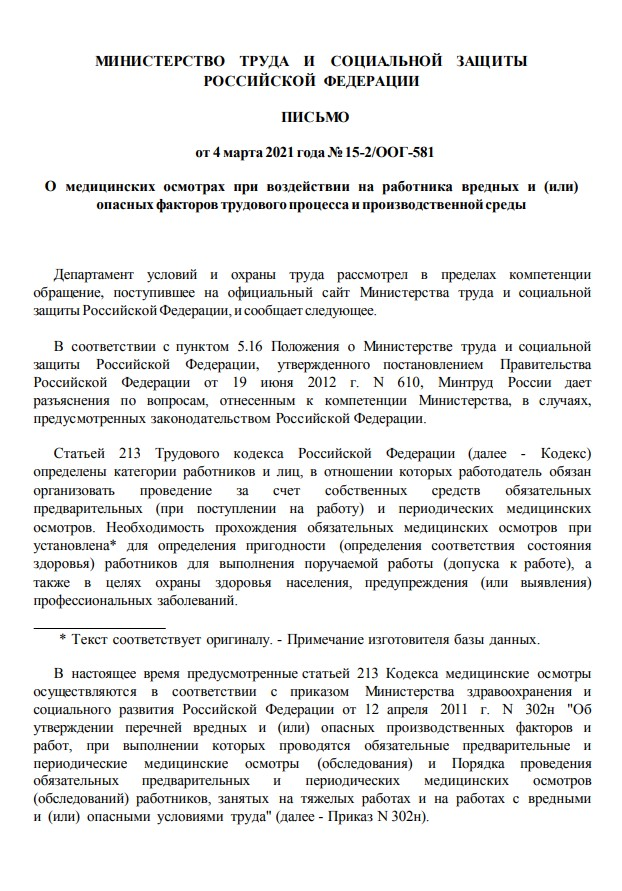 МИНИСТЕРСТВО ТРУДА И СОЦИАЛЬНОЙ ЗАЩИТЫ
РОССИЙСКОЙ ФЕДЕРАЦИИ
ПИСЬМО
от 4 марта 2021 года № 15-2/ООГ-581
О медицинских осмотрах при воздействии на работника вредных и (или)
опасных факторов трудового процесса и производственной среды
Департамент условий и охраны труда рассмотрел в пределах компетенции
обращение, поступившее на официальный сайт Министерства труда и социальной
защиты Российской Федерации, и сообщает следующее.
В соответствии с пунктом 5.16 Положения о Министерстве труда и социальной
защиты Российской Федерации, утвержденного постановлением Правительства
Российской Федерации от 19 июня 2012 г. N 610, Минтруд России дает
разъяснения по вопросам, отнесенным к компетенции Министерства, в случаях,
предусмотренных законодательством Российской Федерации.
Статьей 213 Трудового кодекса Российской Федерации (далее - Кодекс)
определены категории работников и лиц, в отношении которых работодатель обязан
организовать проведение за счет собственных средств обязательных
предварительных (при поступлении на работу) и периодических медицинских
осмотров. Необходимость прохождения обязательных медицинских осмотров при
установлена* для определения пригодности (определения соответствия состояния
здоровья) работников для выполнения поручаемой работы (допуска к работе), а
также в целях охраны здоровья населения, предупреждения (или выявления)
профессиональных заболеваний.
* Текст соответствует оригиналу. - Примечание изготовителя базы данных.
В настоящее время предусмотренные статьей 213 Кодекса медицинские осмотры
осуществляются в соответствии с приказом Министерства здравоохранения и
социального развития Российской Федерации от 12 апреля 2011 г. N 302н "Об
утверждении перечней вредных и (или) опасных производственных факторов и
работ, при выполнении которых проводятся обязательные предварительные и
периодические медицинские осмотры (обследования) и Порядка проведения
обязательных предварительных и периодических медицинских осмотров
(обследований) работников, занятых на тяжелых работах и на работах с вредными
и (или) опасными условиями труда" (далее - Приказ N 302н).